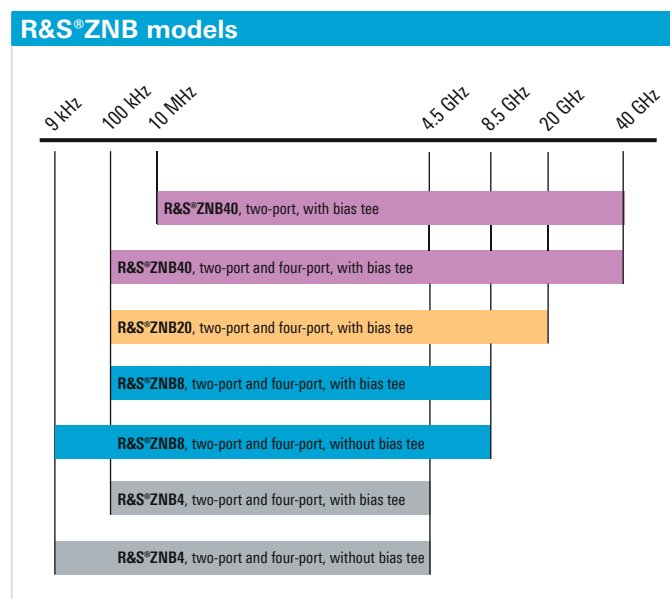 R&S®ZNB models
9 kHz
100 kHz
10 MHz
4.5 GHz
8.5 GHz
20 GHz
40 GHz
R&S®ZNB40, two-port, with bias tee
R&S®ZNB40, two-port and four-port, with bias tee
R&S®ZNB20, two-port and four-port, with bias tee
R&S®ZNB8, two-port and four-port, with bias tee
R&S®ZNB8, two-port and four-port, without bias tee
R&S®ZNB4, two-port and four-port, with bias tee
R&S®ZNB4, two-port and four-port, without bias tee